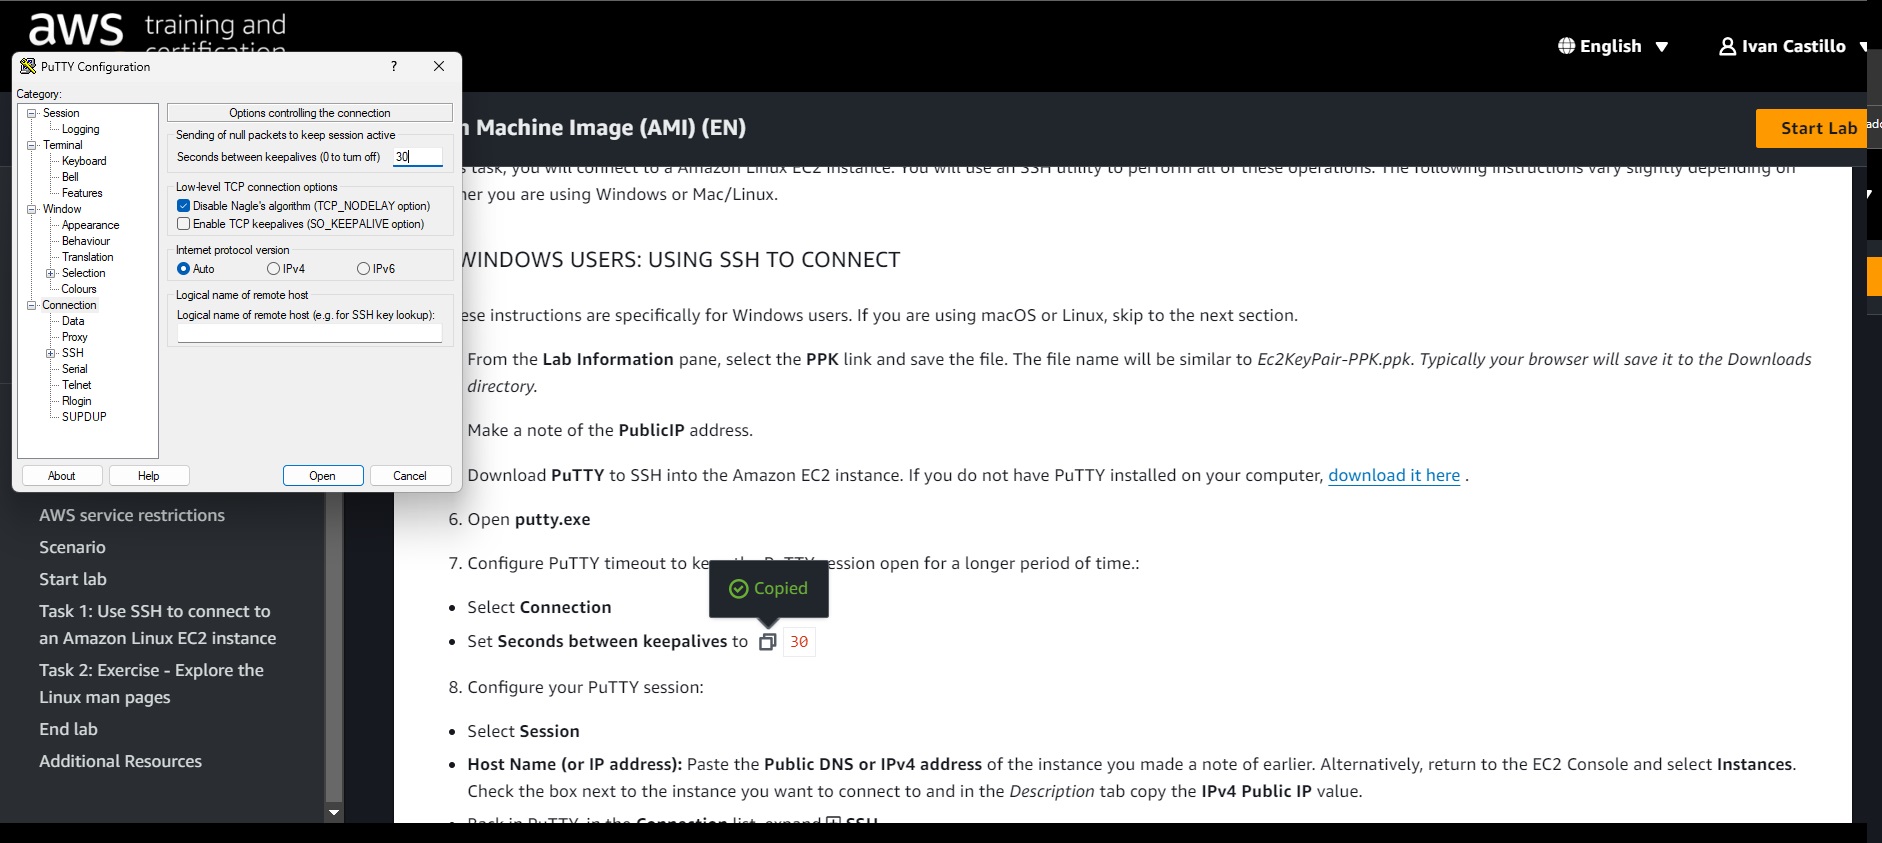 aws training and
certification
English
Ivan Castillo
PuTTY Configuration
?
Category:
Session
Logging
Terminal
Keyboard
Bell
Features
Window
Appearance
Behaviour
Translation
Selection
Colours
Connection
Data
Proxy
SSH
Serial
Telnet
Rlogin
SUPDUP
Options controlling the connection
Sending of null packets to keep session active
Seconds between keepalives (0 to turn off) 30
Low-level TCP connection options
Disable Nagle's algorithm (TCP_NODELAY option)
Enable TCP keepalives (SO_KEEPALIVE option)
Internet protocol version
Auto IPv4 IPv6
Logical name of remote host
Logical name of remote host (e.g. for SSH key lookup):
About Help Open Cancel
Machine Image (AMI) (EN)
Start Lab
task, you will connect to a Amazon Linux EC2 instance. You will use an SSH utility to perform all of these operations. The following instructions vary slightly depending on
you are using Windows or Mac/Linux.
WINDOWS USERS: USING SSH TO CONNECT
instructions are specifically for Windows users. If you are using macOS or Linux, skip to the next section.
From the Lab Information pane, select the PPK link and save the file. The file name will be similar to Ec2KeyPair-PPK.ppk. Typically your browser will save it to the Downloads
directory.
Make a note of the PublicIP address.
Download PuTTY to SSH into the Amazon EC2 instance. If you do not have PuTTY installed on your computer, download it here .
6. Open putty.exe
7. Configure PuTTY timeout to keep the PuTTY session open for a longer period of time.:
Copied
• Select Connection
• Set Seconds between keepalives to 30
8. Configure your PuTTY session:
• Select Session
• Host Name (or IP address): Paste the Public DNS or IPv4 address of the instance you made a note of earlier. Alternatively, return to the EC2 Console and select Instances.
Check the box next to the instance you want to connect to and in the Description tab copy the IPv4 Public IP value.
• Back in PuTTY, in the Connection list, expand SSH
AWS service restrictions
Scenario
Start lab
Task 1: Use SSH to connect to
an Amazon Linux EC2 instance
Task 2: Exercise - Explore the
Linux man pages
End lab
Additional Resources